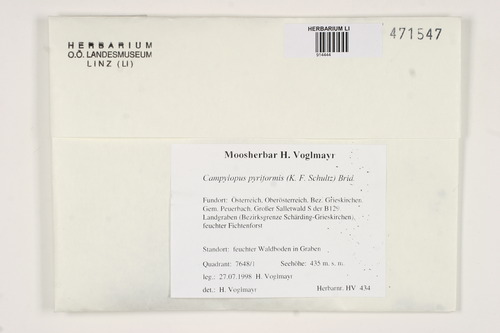 HERBARIUM
O.Ö. LANDESMUSEUM
LINZ (LI)
HERBARIUM LI
471547
Moosherbar H. Voglmayr
Campylopus pyriformis (K. F. Schultz) Brid.
Fundort: Österreich, Oberösterreich, Bez. Grieskirchen,
Gem. Peuerbach, Großer Salletwald S der B129,
Landgraben (Bezirksgrenze Schärding-Grieskirchen),
feuchter Fichtenforst
Standort: feuchter Waldboden in Graben
Quadrant: 7648/1 Seehöhe: 435 m. s. m.
leg.: 27.07.1998 H. Voglmayr
det.: H. Voglmayr Herbarnr. HV 434